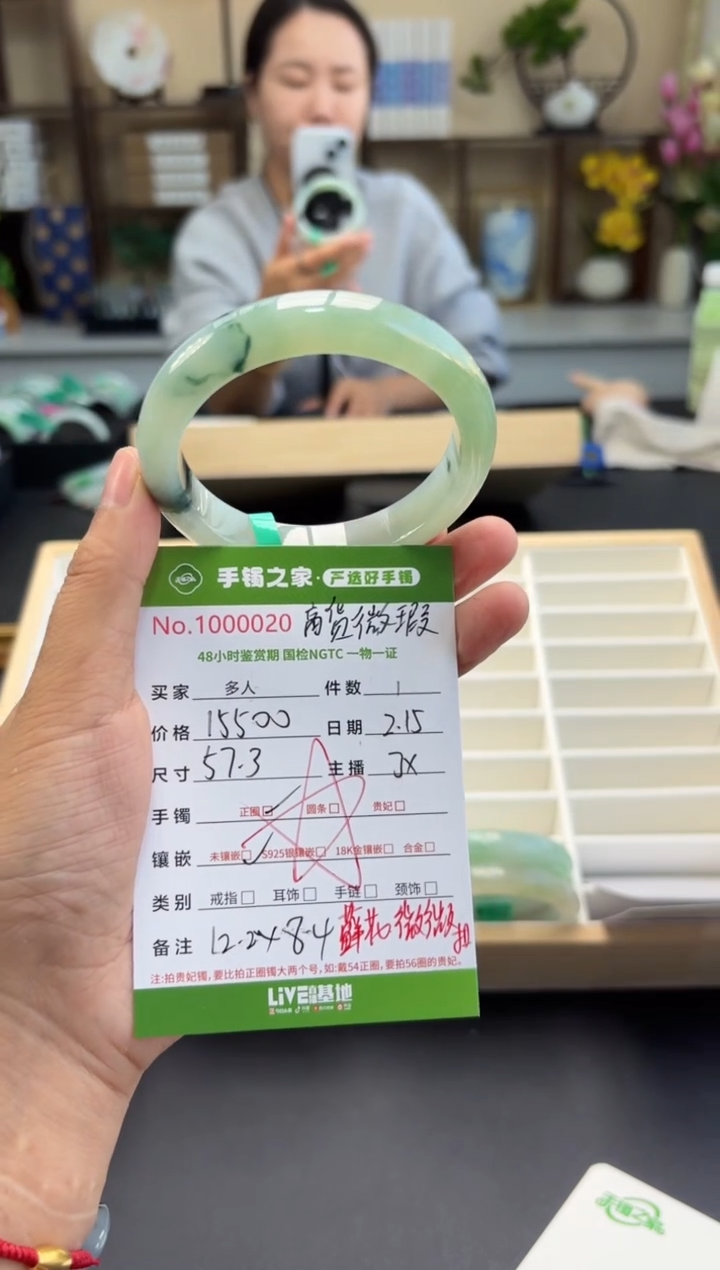 手镯之家·严选好手镯
No.1000020 高货微瑕
48小时鉴赏期 国检NGTC 一物一证
买家 多人 件数 1
价格 15500 日期 2.15
尺寸 57.3 主播 JX
手镯 正圈☑ 圆条☐ 贵妃☐
镶嵌 未镶嵌☑ S925银镶嵌☐ 18K金镶嵌☐ 合金☐
类别 戒指☐ 耳饰☐ 手链☐ 颈饰☐
备注 12.2x8.4 微微
注:拍贵妃镯,要比拍正圈镯大两个号,如:戴54正圈,要拍56圈的贵妃。
LIVE 基地
手镯之家